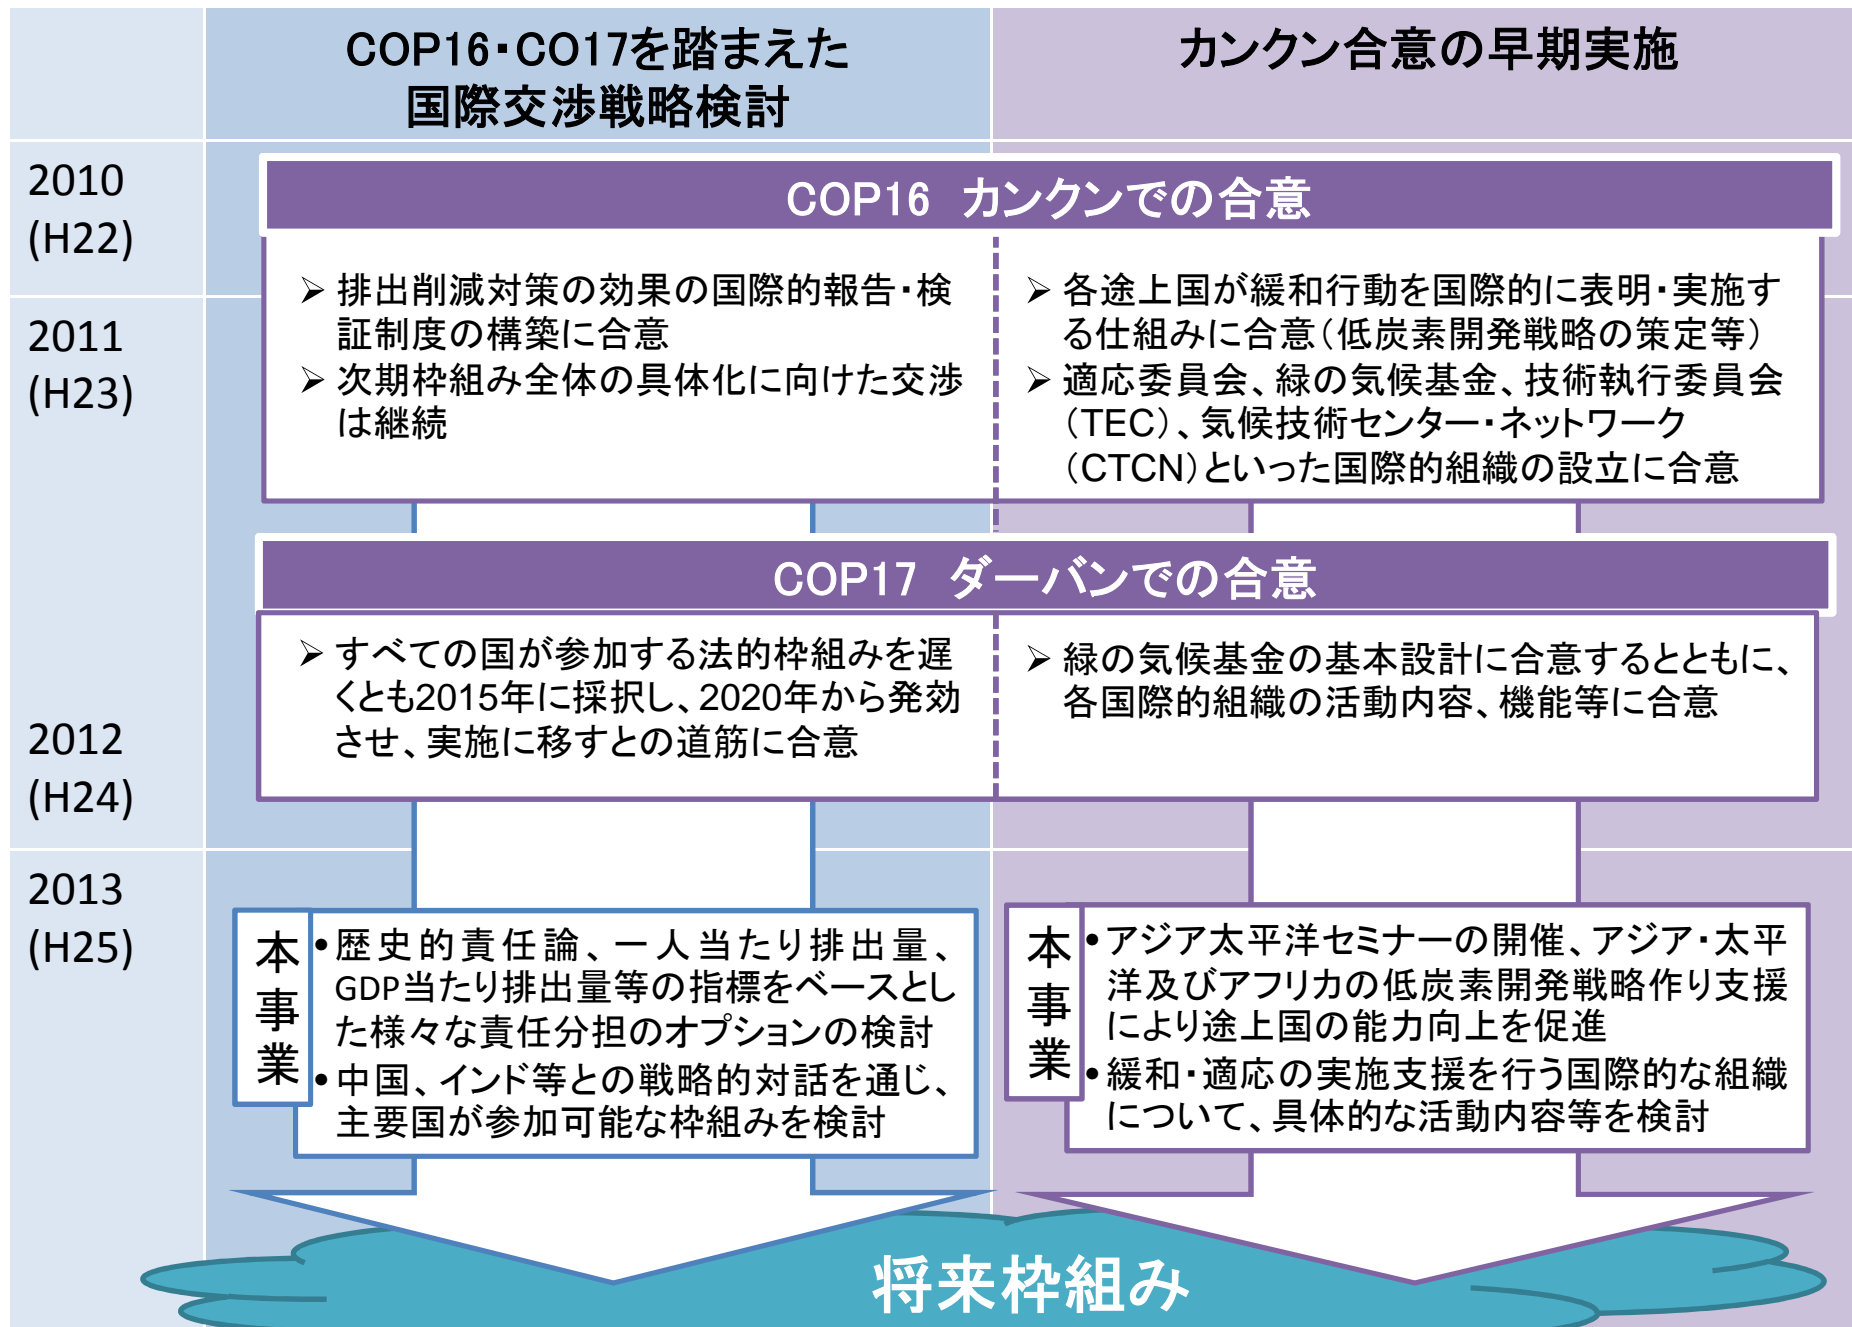 COP16・CO17を踏まえた
国際交渉戦略検討
カンクン合意の早期実施
2010
(H22)
COP16 カンクンでの合意
➢ 排出削減対策の効果の国際的報告・検
証制度の構築に合意
➢ 次期枠組み全体の具体化に向けた交渉
は継続
➢ 各途上国が緩和行動を国際的に表明・実施す
る仕組みに合意（低炭素開発戦略の策定等）
➢ 適応委員会、緑の気候基金、技術執行委員会
（TEC）、気候技術センター・ネットワーク
（CTCN）といった国際的組織の設立に合意
2011
(H23)
COP17 ダーバンでの合意
➢ すべての国が参加する法的枠組みを遅
くとも2015年に採択し、2020年から発効
させ、実施に移すとの道筋に合意
➢ 緑の気候基金の基本設計に合意するとともに、
各国際的組織の活動内容、機能等に合意
2012
(H24)
2013
(H25)
本事業
•歴史的責任論、一人当たり排出量、
GDP当たり排出量等の指標をベースとし
た様々な責任分担のオプションの検討
•中国、インド等との戦略的対話を通じ、
主要国が参加可能な枠組みを検討
本事業
•アジア太平洋セミナーの開催、アジア・太平
洋及びアフリカの低炭素開発戦略作り支援
により途上国の能力向上を促進
•緩和・適応の実施支援を行う国際的な組織
について、具体的な活動内容等を検討
将来枠組み